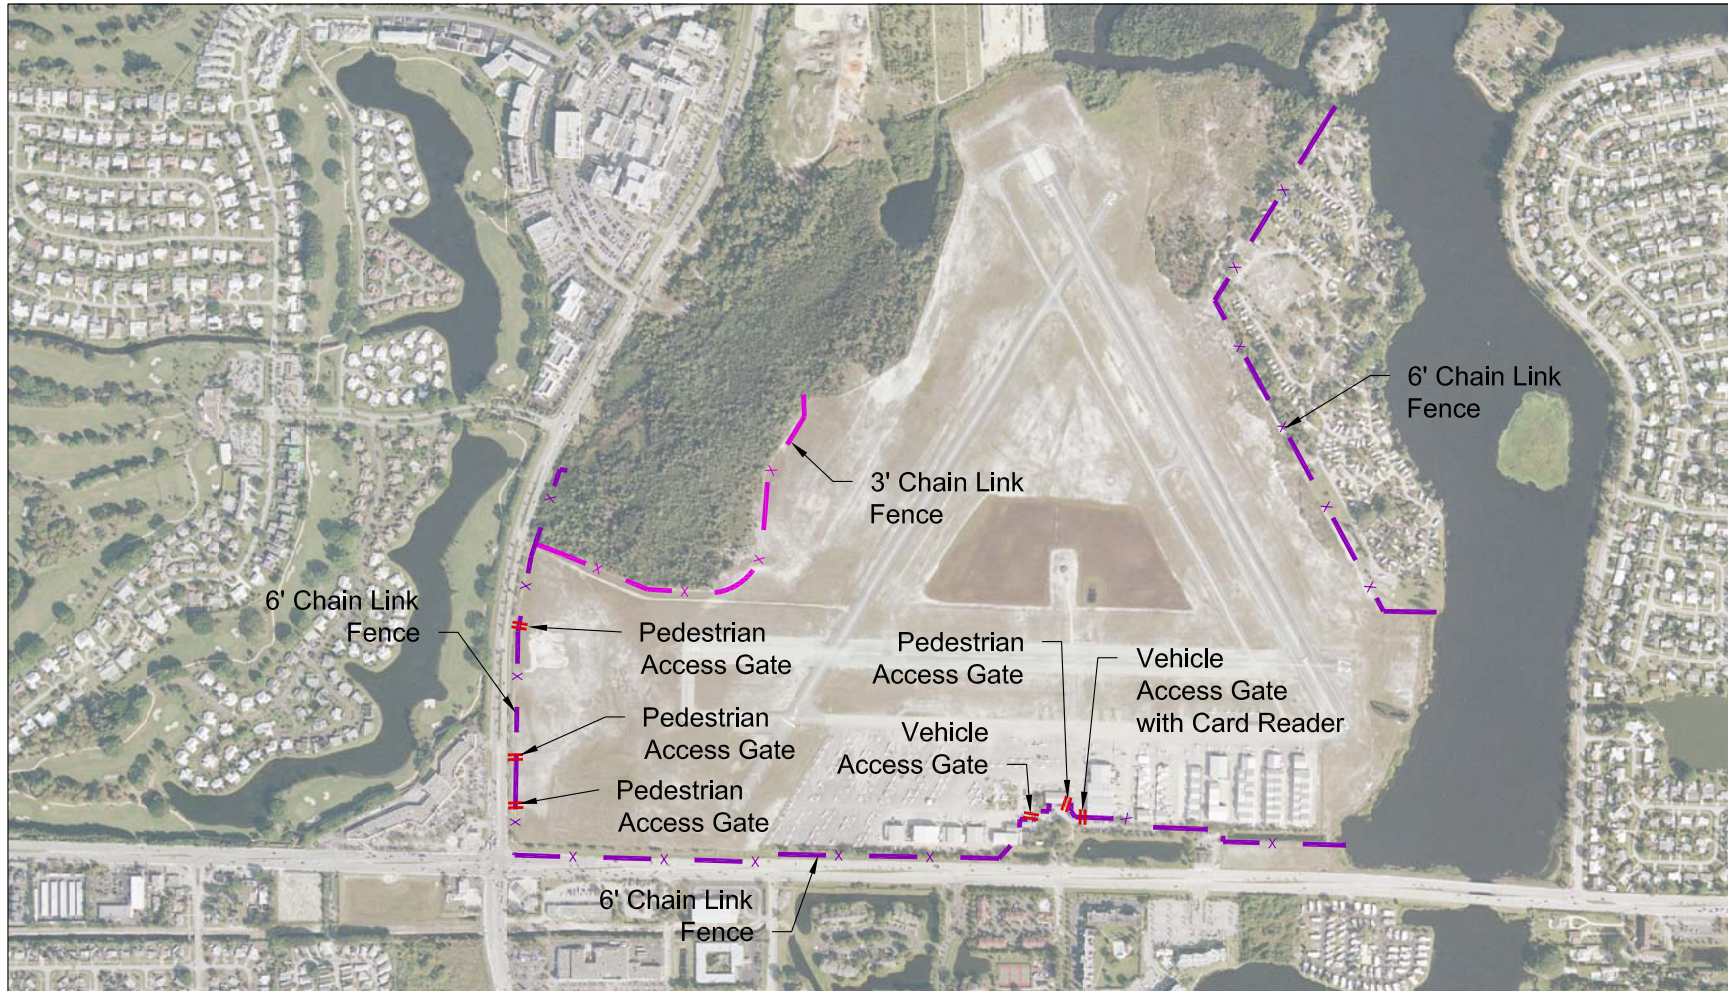 6' Chain Link
Fence
3' Chain Link
Fence
6' Chain Link
Fence
Pedestrian
Access Gate
Pedestrian
Access Gate
Vehicle
Access Gate
with Card Reader
Pedestrian
Access Gate
Vehicle
Access Gate
Pedestrian
Access Gate
6' Chain Link
Fence